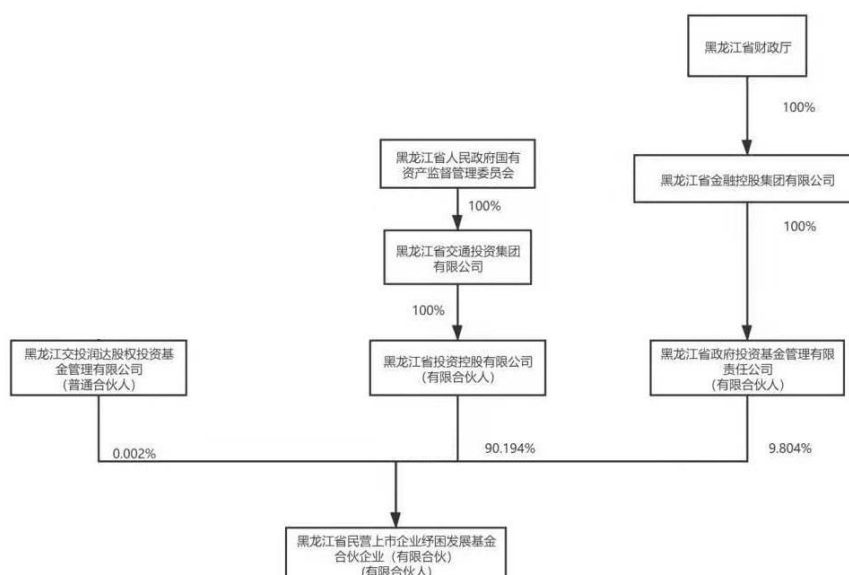 黑龙江省财政厅
100%
黑龙江省人民政府国有
资产监督管理委员会
黑龙江省金融控股集团有限公司
100%
100%
黑龙江省交通投资集团
有限公司
100%
黑龙江交投润达股权投资基
金管理有限公司
(普通合伙人)
黑龙江省投资控股有限公司
(有限合伙人)
黑龙江省政府投资基金管理有限
责任公司
(有限合伙人)
0.002%
90.194%
9.804%
黑龙江省民营上市企业纾困发展基金
合伙企业（有限合伙)
(有限合伙人)